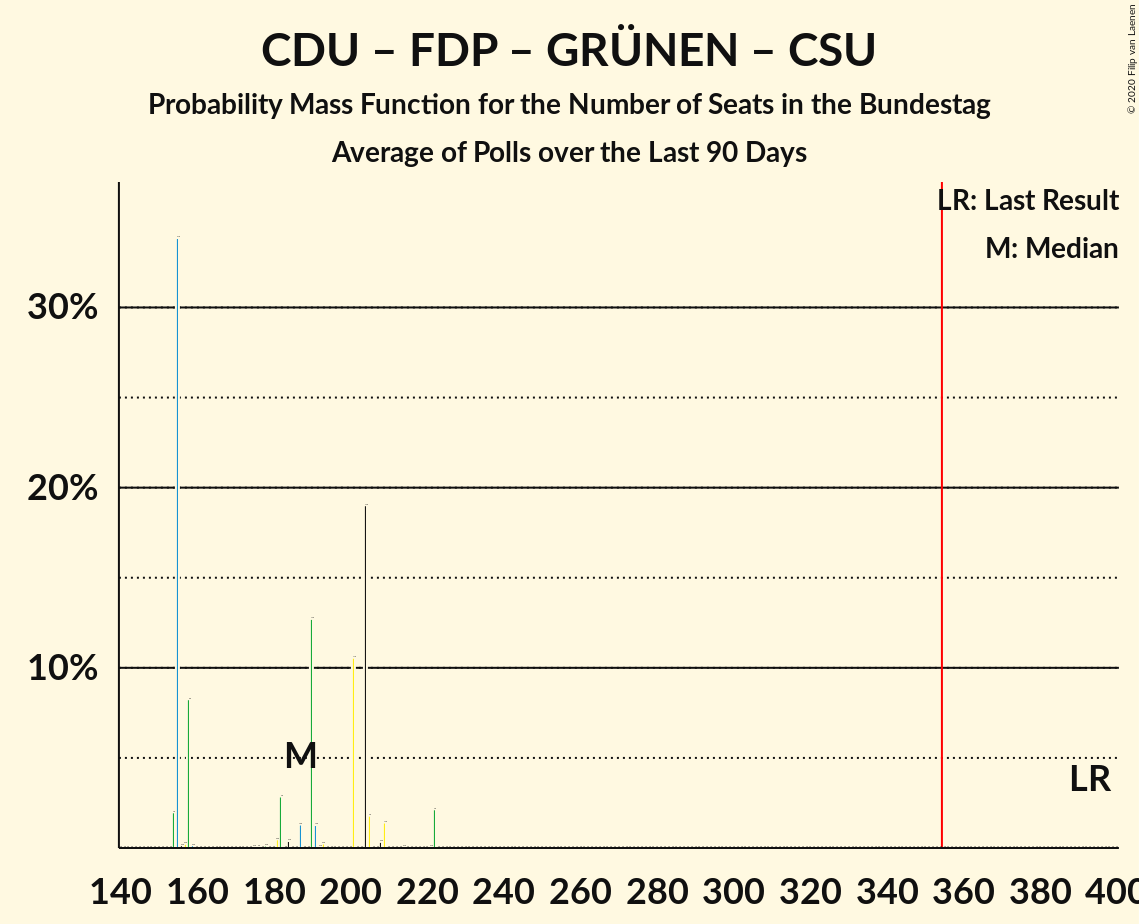 CDU – FDP – GRÜNEN – CSU
Probability Mass Function for the Number of Seats in the Bundestag
Average of Polls over the Last 90 Days
© 2020 Filip van Laenen
LR: Last Result
M: Median
30%
20%
10%
M
LR
140 160 180 200 220 240 260 280 300 320 340 360 380 400